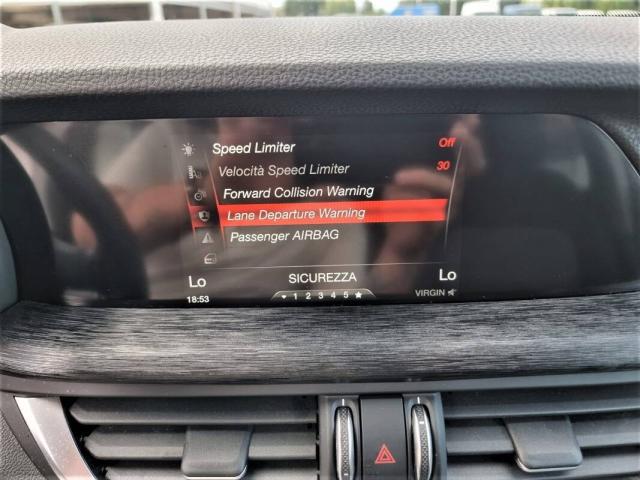 Speed Limiter Off
Velocità Speed Limiter 30
Forward Collision Warning
Lane Departure Warning
Passenger AIRBAG
Lo SICUREZZA Lo
18:53 1 2 3 4 5 VIRGIN